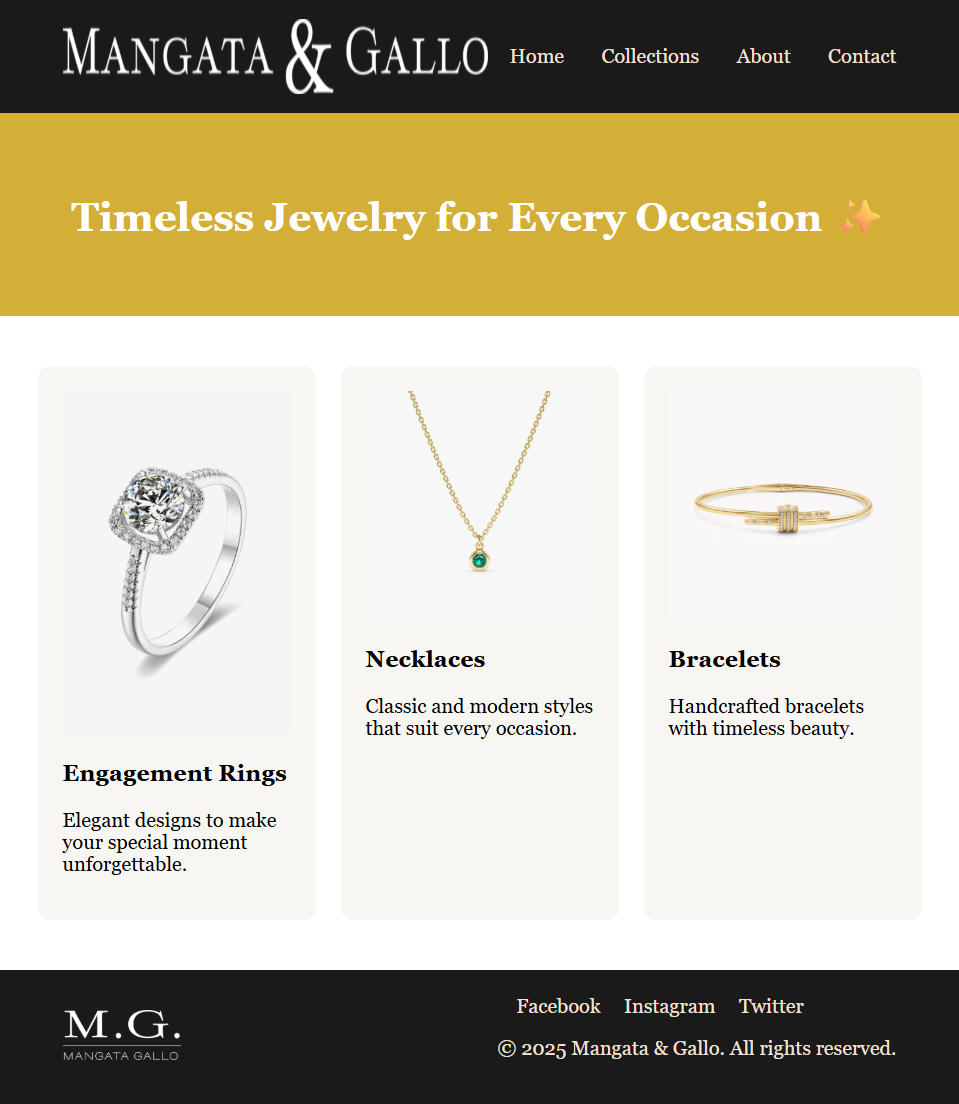 MANGATA & GALLO
Home Collections About Contact
Timeless Jewelry for Every Occasion ✨
Engagement Rings
Elegant designs to make
your special moment
unforgettable.
Necklaces
Classic and modern styles
that suit every occasion.
Bracelets
Handcrafted bracelets
with timeless beauty.
M.G.
MANGATA GALLO
Facebook Instagram Twitter
© 2025 Mangata & Gallo. All rights reserved.